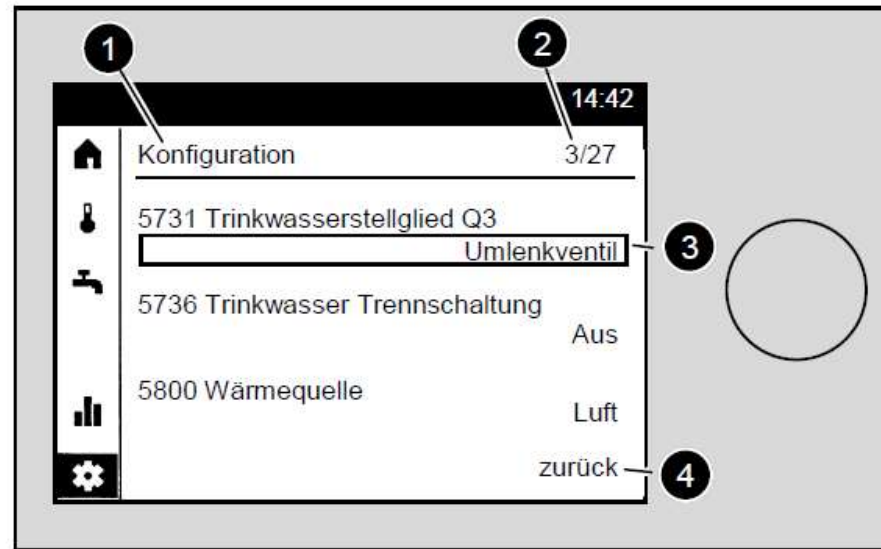 1
2
14:42
Konfiguration 3/27
5731 Trinkwasserstellglied Q3
Umlenkventil
3
5736 Trinkwasser Trennschaltung
Aus
5800 Wärmequelle
Luft
zurück
4